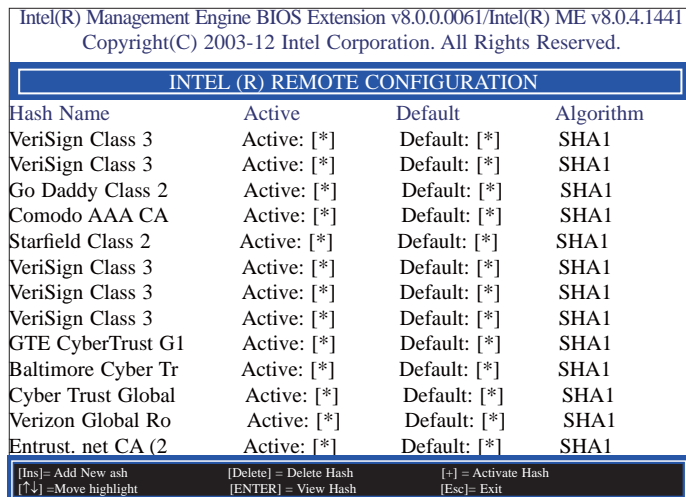 Intel(R) Management Engine BIOS Extension v8.0.0.0061/Intel(R) ME v8.0.4.1441
Copyright(C) 2003-12 Intel Corporation. All Rights Reserved.
INTEL (R) REMOTE CONFIGURATION
Hash Name Active Default Algorithm
VeriSign Class 3 Active: [*] Default: [*] SHA1
VeriSign Class 3 Active: [*] Default: [*] SHA1
Go Daddy Class 2 Active: [*] Default: [*] SHA1
Comodo AAA CA Active: [*] Default: [*] SHA1
Starfield Class 2 Active: [*] Default: [*] SHA1
VeriSign Class 3 Active: [*] Default: [*] SHA1
VeriSign Class 3 Active: [*] Default: [*] SHA1
VeriSign Class 3 Active: [*] Default: [*] SHA1
GTE CyberTrust G1 Active: [*] Default: [*] SHA1
Baltimore Cyber Tr Active: [*] Default: [*] SHA1
Cyber Trust Global Active: [*] Default: [*] SHA1
Verizon Global Ro Active: [*] Default: [*] SHA1
Entrust. net CA (2 Active: [*] Default: [*] SHA1
[Ins]= Add New ash [Delete] = Delete Hash [+] = Activate Hash
[↑↓] =Move highlight [ENTER] = View Hash [Esc]= Exit